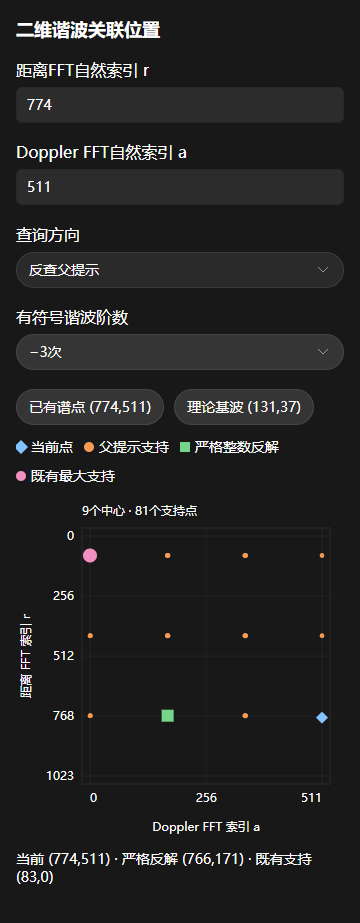 二维谐波关联位置
距离FFT自然索引 r
774
Doppler FFT自然索引 a
511
查询方向
反查父提示
有符号谐波阶数
−3次
已有谱点 (774,511)
理论基波 (131,37)
当前点
父提示支持
严格整数反解
既有最大支持
9个中心 · 81个支持点
0
256
512
768
1023
距离 FFT 索引 r
0
256
511
Doppler FFT 索引 a
当前 (774,511) · 严格反解 (766,171) · 既有支持
(83,0)